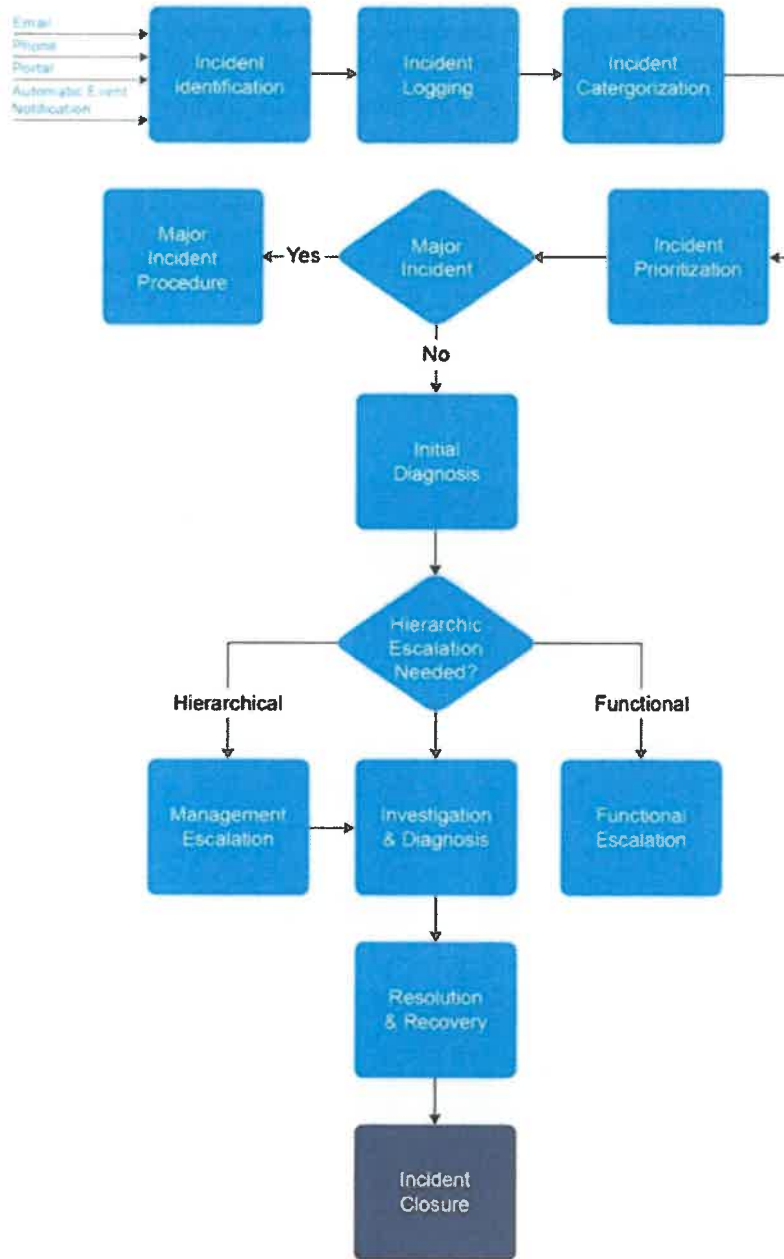 Email
Phone
Portal
Automatic Event
Notification
Incident
Identification
Incident
Logging
Incident
Catergorization
Major
Incident
Procedure
Yes
Major
Incident
Incident
Prioritization
No
Initial
Diagnosis
Hierarchic
Escalation
Needed?
Hierarchical
Functional
Management
Escalation
Investigation
& Diagnosis
Functional
Escalation
Resolution
& Recovery
Incident
Closure